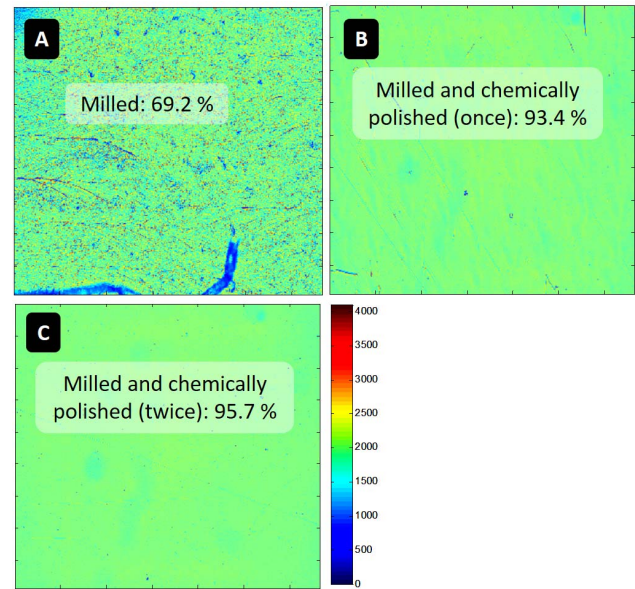 A
Milled: 69.2 %
B
Milled and chemically
polished (once): 93.4 %
C
Milled and chemically
polished (twice): 95.7 %
4000
3500
3000
2500
2000
1500
1000
500
0